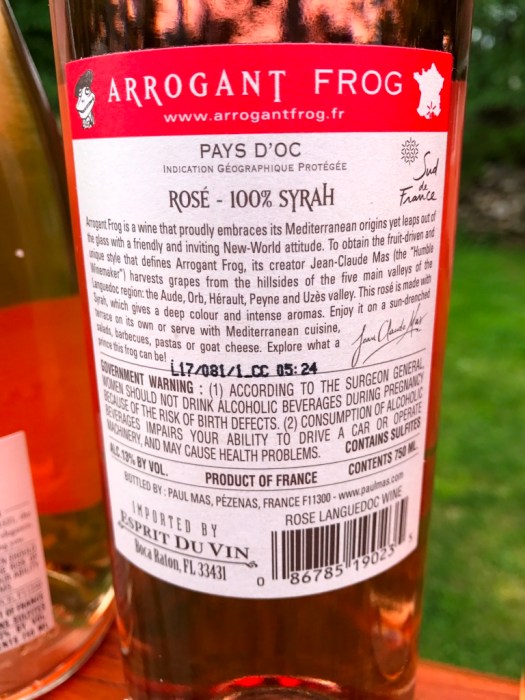 ARROGANT FROG
www.arrogantfrog.fr
PAYS D'OC
INDICATION GÉOGRAPHIQUE PROTÉGÉE
Sud
de
France
ROSÉ - 100% SYRAH
Arrogant Frog is a wine that proudly embraces its Mediterranean origins yet leaps out of
the glass with a friendly and inviting New-World attitude. To obtain the fruit-driven and
unique style that defines Arrogant Frog, its creator Jean-Claude Mas (the "Humble
Winemaker") harvests grapes from the hillsides of the five main valleys of the
Languedoc region: the Aude, Orb, Hérault, Peyne and Uzès valley. This rosé is made with
Syrah, which gives a deep colour and intense aromas. Enjoy it on a sun-drenched
terrace on its own or serve with Mediterranean cuisine,
salads, barbecues, pastas or goat cheese. Explore what a
prince this frog can be!
Jean Claude Mas
L17/081/1_CC 05:24
GOVERNMENT WARNING : (1) ACCORDING TO THE SURGEON GENERAL,
WOMEN SHOULD NOT DRINK ALCOHOLIC BEVERAGES DURING PREGNANCY
BECAUSE OF THE RISK OF BIRTH DEFECTS. (2) CONSUMPTION OF ALCOHOLIC
BEVERAGES IMPAIRS YOUR ABILITY TO DRIVE A CAR OR OPERATE
MACHINERY, AND MAY CAUSE HEALTH PROBLEMS. CONTAINS SULFITES
ALC.13% BY VOL. PRODUCT OF FRANCE CONTENTS 750 ML.
BOTTLED BY : PAUL MAS, PÉZENAS, FRANCE F11300 - www.paulmas.com
ROSE LANGUEDOC WINE
IMPORTED BY
ESPRIT DU VIN
Boca Raton, FL 33431
0 86785 19023 5